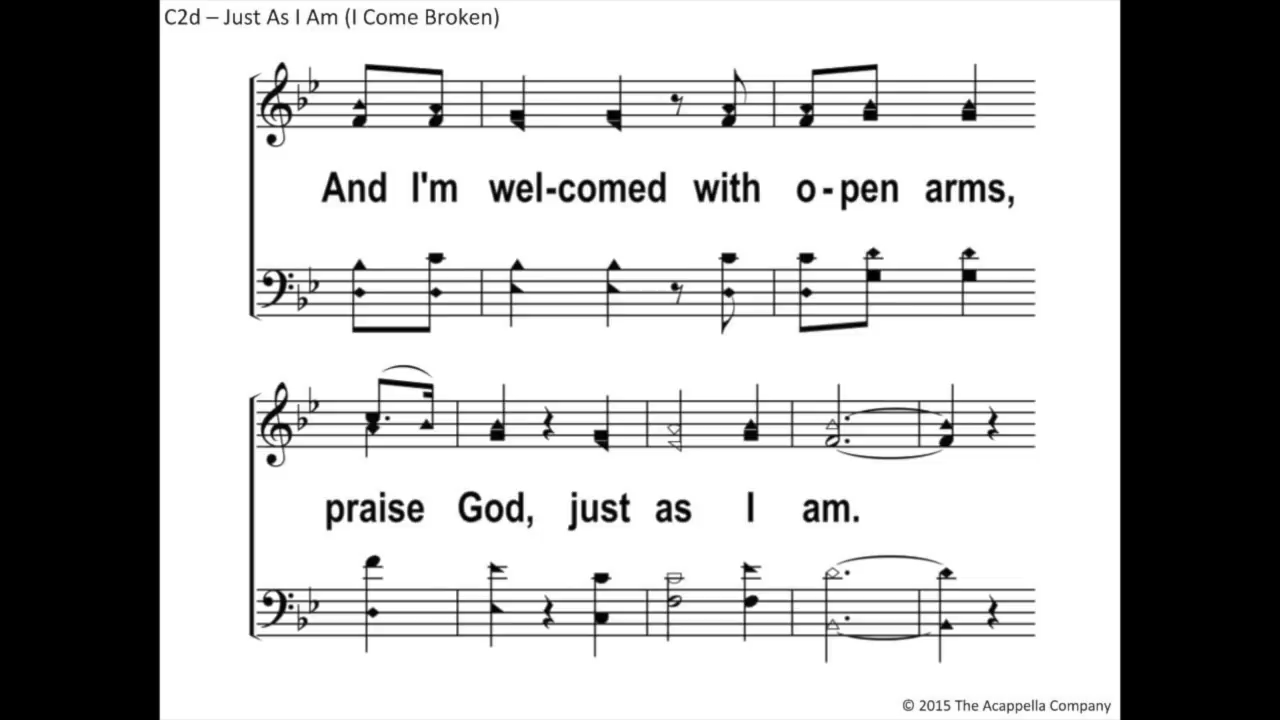 C2d – Just As I Am (I Come Broken)
And I'm wel-comed with o-pen arms,
praise God, just as I am.
© 2015 The Acappella Company